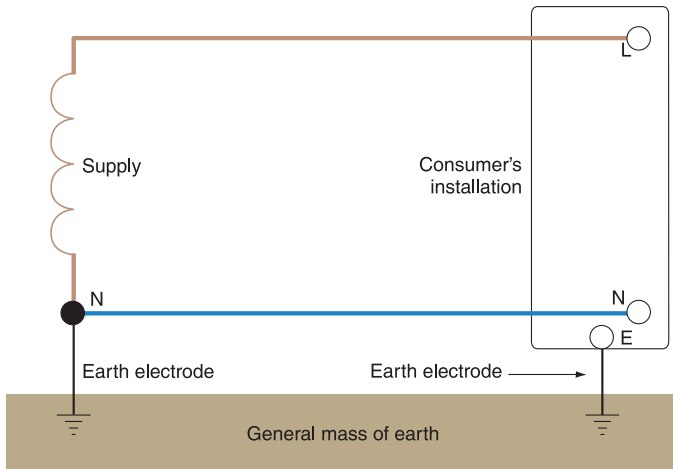 L
Supply
Consumer's
installation
N
N
E
Earth electrode
Earth electrode
General mass of earth